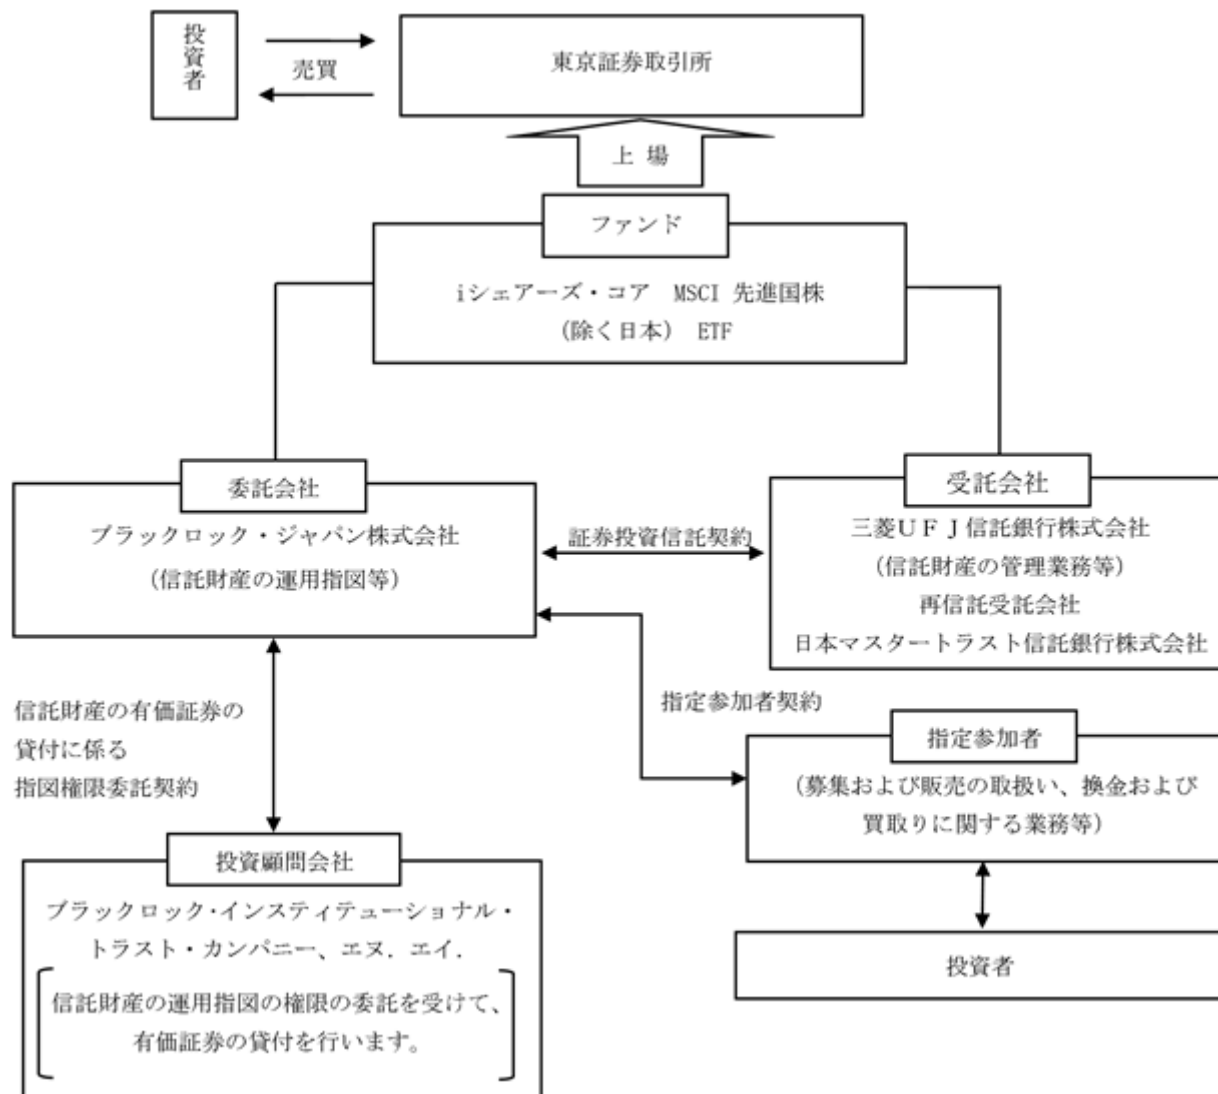 投資者
売買
東京証券取引所
上 場
ファンド
iシェアーズ・コア　MSCI 先進国株
（除く日本） ETF
委託会社
ブラックロック・ジャパン株式会社
（信託財産の運用指図等）
証券投資信託契約
受託会社
三菱ＵＦＪ信託銀行株式会社
（信託財産の管理業務等）
再信託受託会社
日本マスタートラスト信託銀行株式会社
信託財産の有価証券の
貸付に係る
指図権限委託契約
指定参加者契約
指定参加者
（募集および販売の取扱い、換金および
買取りに関する業務等）
投資顧問会社
ブラックロック・インスティテューショナル・
トラスト・カンパニー、エヌ．エイ．
信託財産の運用指図の権限の委託を受けて、
有価証券の貸付を行います。
投資者